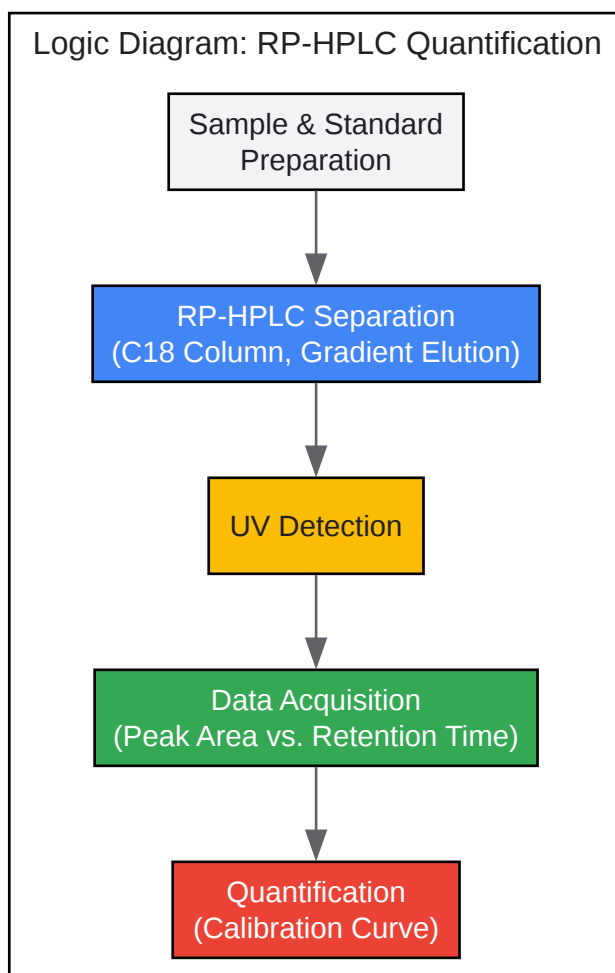 Logic Diagram: RP-HPLC Quantification
Sample & Standard
Preparation
RP-HPLC Separation
(C18 Column, Gradient Elution)
UV Detection
Data Acquisition
(Peak Area vs. Retention Time)
Quantification
(Calibration Curve)